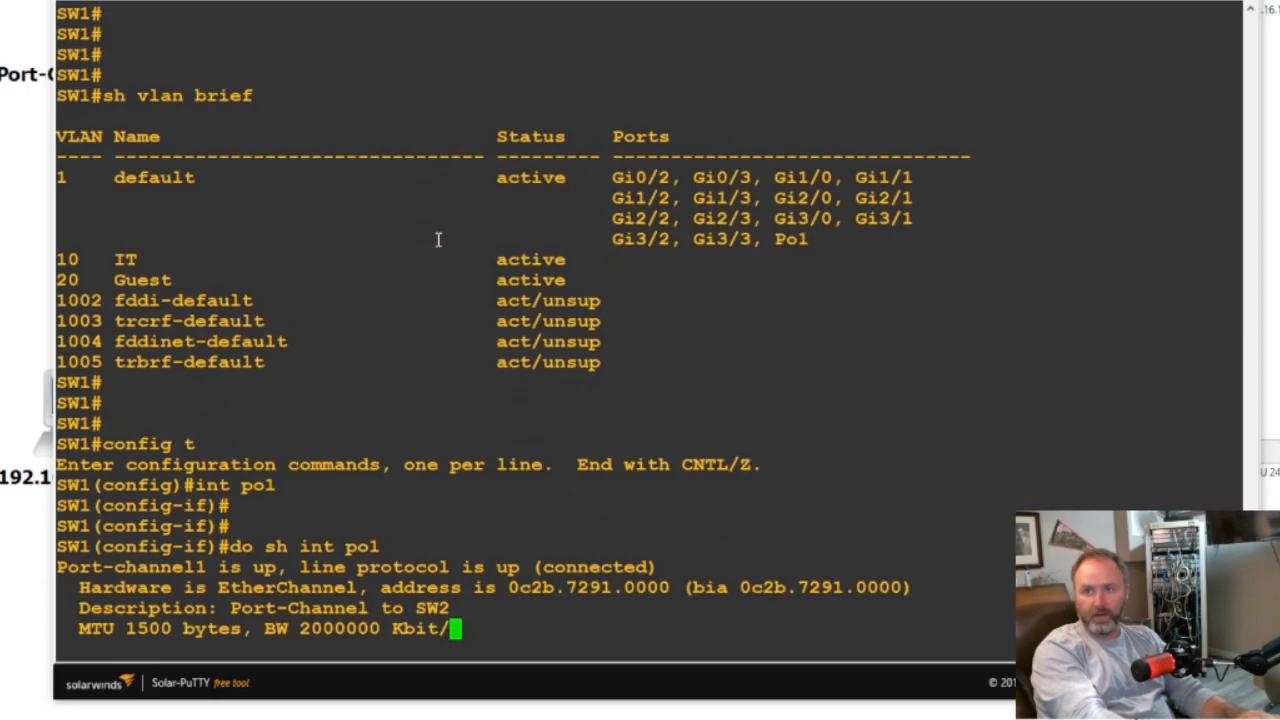 SW1#
.16.1
SW1#
SW1#
Port-C
SW1#
SW1#sh vlan brief
VLAN Name                             Status    Ports
---- -------------------------------- --------- -------------------------------
1    default                          active    Gi0/2, Gi0/3, Gi1/0, Gi1/1
                                                Gi1/2, Gi1/3, Gi2/0, Gi2/1
                                                Gi2/2, Gi2/3, Gi3/0, Gi3/1
                                                Gi3/2, Gi3/3, Po1
10   IT                               active
20   Guest                            active
1002 fddi-default                     act/unsup
1003 trcrf-default                    act/unsup
1004 fddinet-default                  act/unsup
1005 trbrf-default                    act/unsup
SW1#
SW1#
SW1#
SW1#config t
Enter configuration commands, one per line.  End with CNTL/Z.
192.1
U 24
SW1(config)#int po1
SW1(config-if)#
SW1(config-if)#
SW1(config-if)#do sh int po1
Port-channel1 is up, line protocol is up (connected)
  Hardware is EtherChannel, address is 0c2b.7291.0000 (bia 0c2b.7291.0000)
  Description: Port-Channel to SW2
  MTU 1500 bytes, BW 2000000 Kbit/
solarwinds Solar-PuTTY free tool
© 201